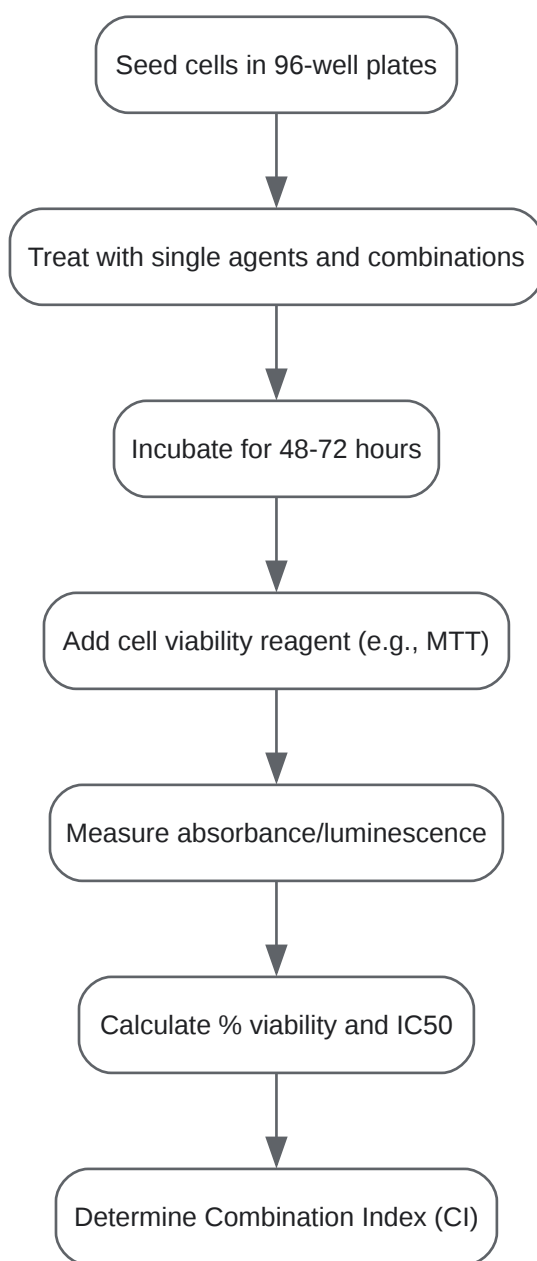 Seed cells in 96-well plates
Treat with single agents and combinations
Incubate for 48-72 hours
Add cell viability reagent (e.g., MTT)
Measure absorbance/luminescence
Calculate % viability and IC50
Determine Combination Index (CI)